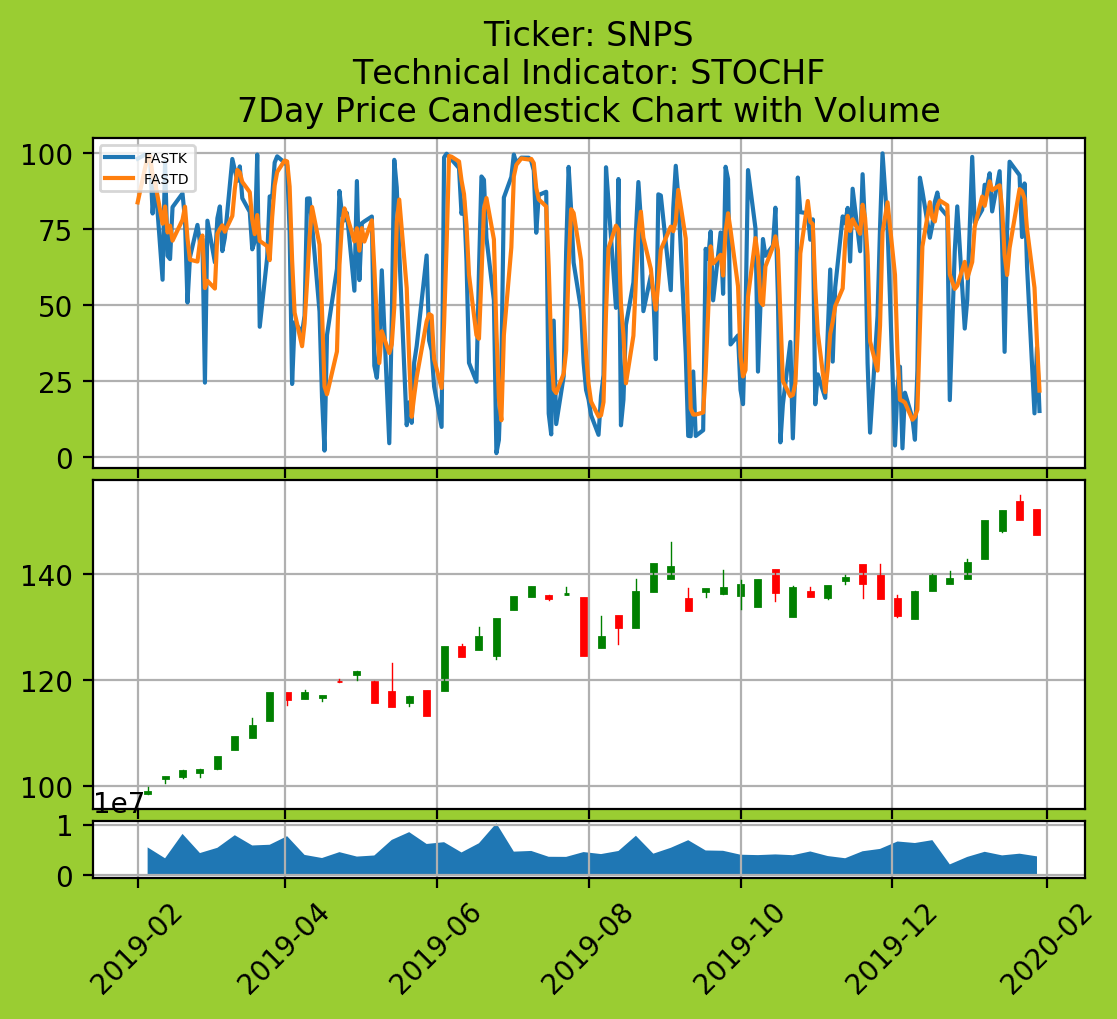 Ticker: SNPS
Technical Indicator: STOCHF
7Day Price Candlestick Chart with Volume
100
75
50
25
0
FASTK
FASTD
140
120
100
1e7
1
0
2019-02
2019-04
2019-06
2019-08
2019-10
2019-12
2020-02